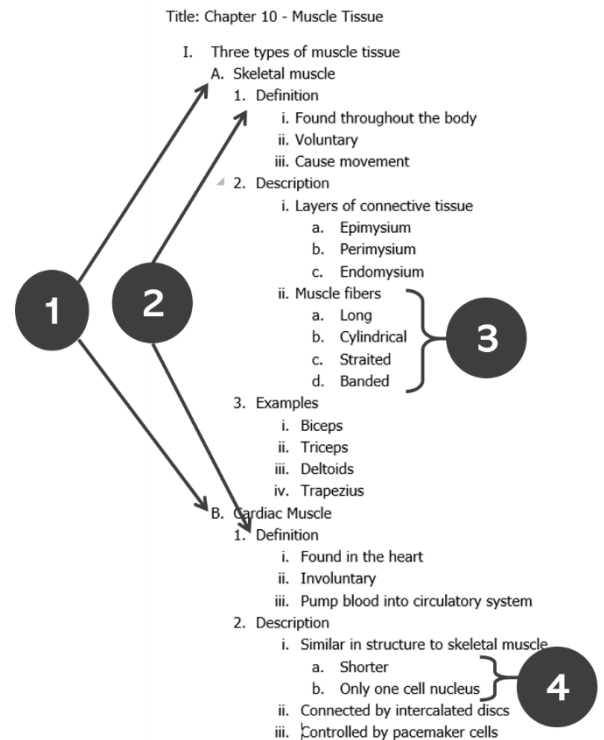 Title: Chapter 10 - Muscle Tissue
I. Three types of muscle tissue
A. Skeletal muscle
1. Definition
i. Found throughout the body
ii. Voluntary
iii. Cause movement
2. Description
i. Layers of connective tissue
a. Epimysium
b. Perimysium
c. Endomysium
ii. Muscle fibers
a. Long
b. Cylindrical
c. Straited
d. Banded
3. Examples
i. Biceps
ii. Triceps
iii. Deltoids
iv. Trapezius
B. Cardiac Muscle
1. Definition
i. Found in the heart
ii. Involuntary
iii. Pump blood into circulatory system
2. Description
i. Similar in structure to skeletal muscle
a. Shorter
b. Only one cell nucleus
ii. Connected by intercalated discs
iii. Controlled by pacemaker cells
1
2
3
4